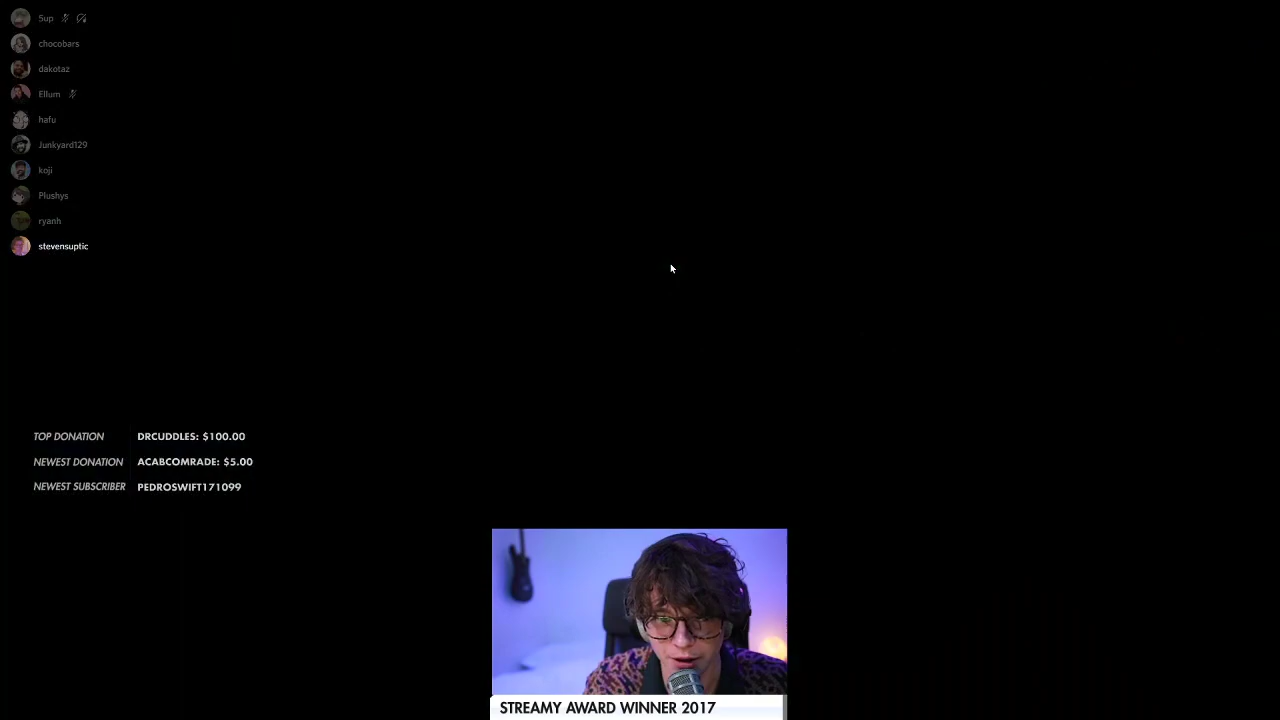 Sup
chocobars
dakotaz
Ellum
hafu
Junkyard129
koji
Plushys
ryanh
stevensuptic
TOP DONATION DRCUDDLES: $100.00
NEWEST DONATION ACABCOMRADE: $5.00
NEWEST SUBSCRIBER PEDROSWIFT171099
STREAMY AWARD WINNER 2017